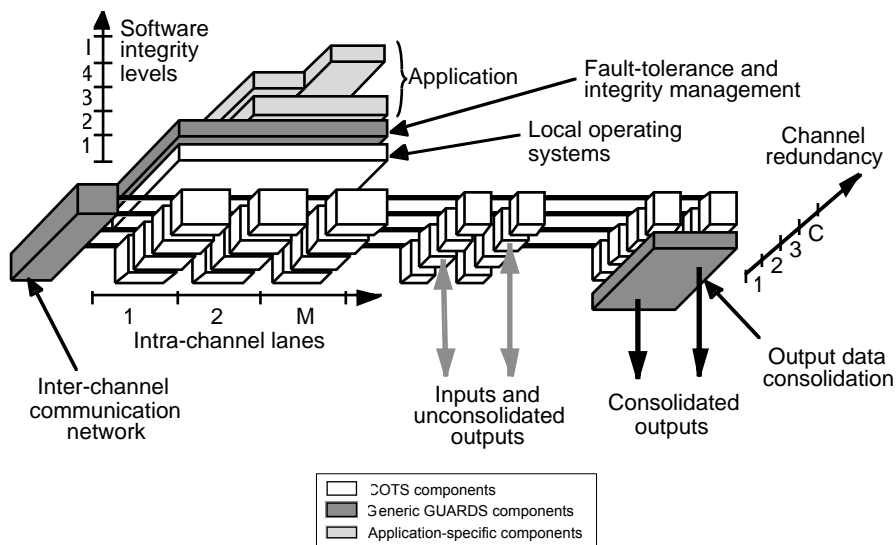 Software
integrity
levels
I
4
3
2
1
Application
Fault-tolerance and
integrity management
Local operating
systems
Channel
redundancy
C
3
2
1
1
2
M
Intra-channel lanes
Inter-channel
communication
network
Inputs and
unconsolidated
outputs
Consolidated
outputs
Output data
consolidation
COTS components
Generic GUARDS components
Application-specific components